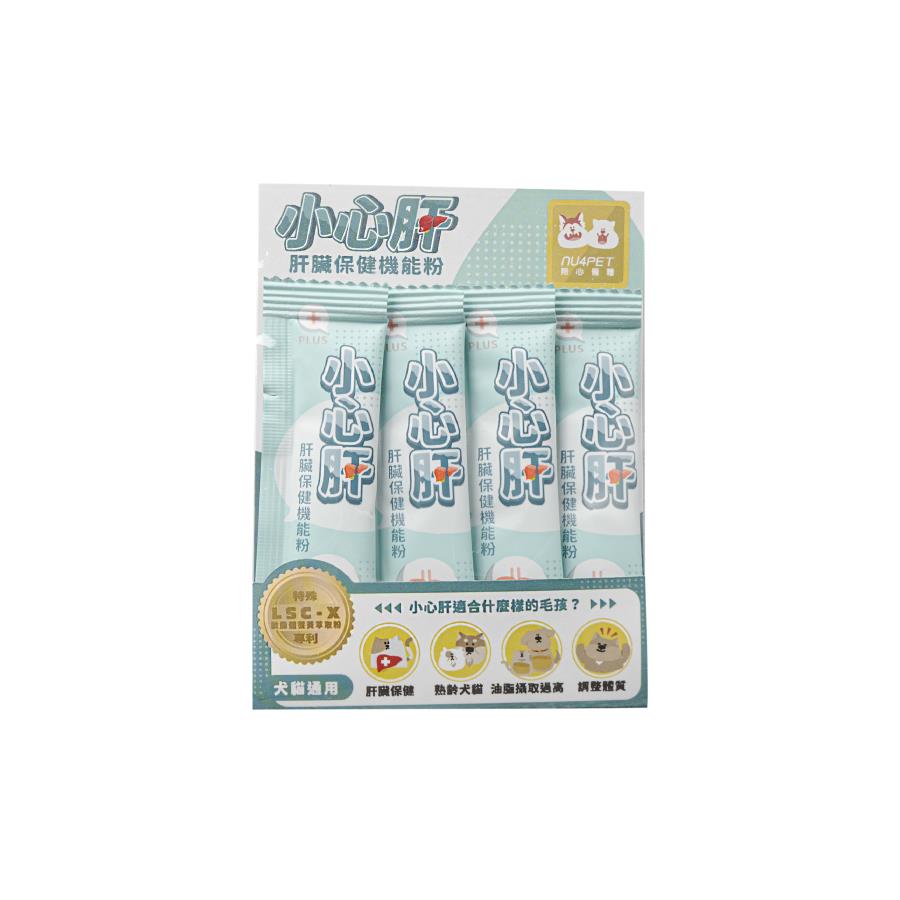 小心肝
肝臟保健機能粉
NU4PET
陪心寵糧
PLUS
小心肝
肝臟保健機能粉
PLUS
小心肝
肝臟保健機能粉
PLUS
小心肝
肝臟保健機能粉
PLUS
小心肝
肝臟保健機能粉
特殊
LSC-X
專利
小心肝適合什麼樣的毛孩?
肝臟保健
熟齡犬貓
油脂攝取過高
調整體質
犬貓通用